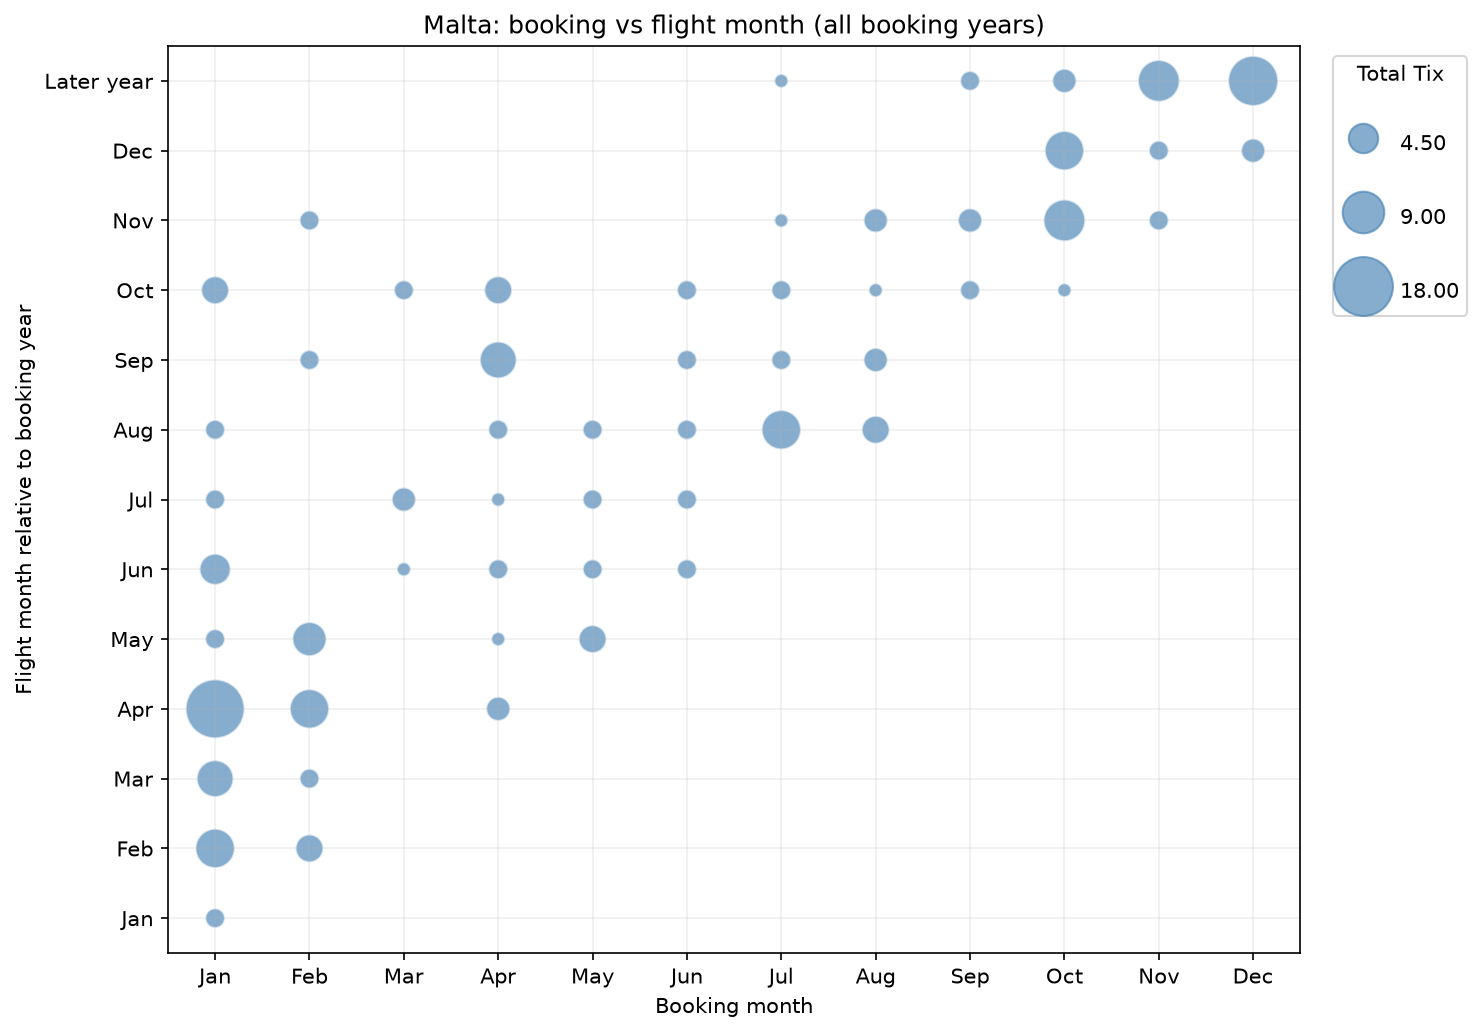 Malta: booking vs flight month (all booking years)
Total Tix
4.50
9.00
18.00
Flight month relative to booking year
Later year
Dec
Nov
Oct
Sep
Aug
Jul
Jun
May
Apr
Mar
Feb
Jan
Jan Feb Mar Apr May Jun Jul Aug Sep Oct Nov Dec
Booking month